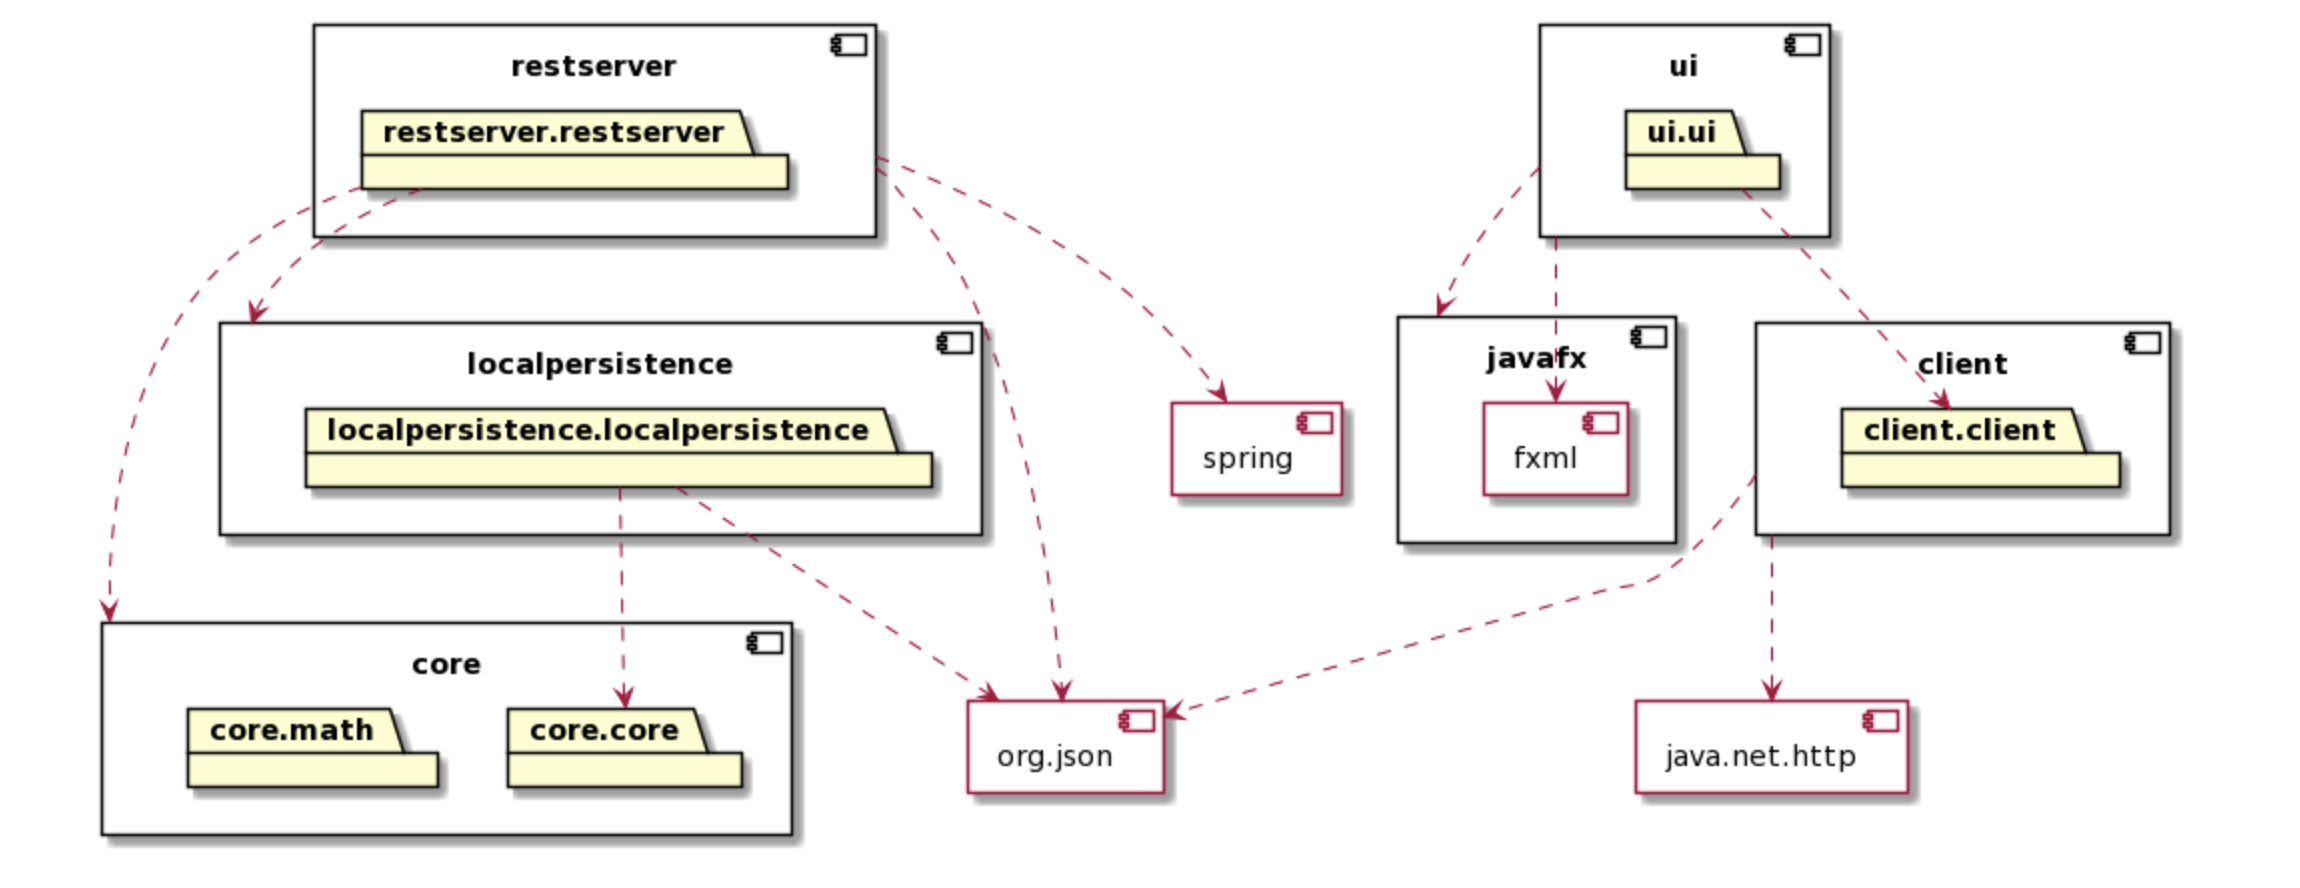 restserver
restserver.restserver
ui
ui.ui
localpersistence
localpersistence.localpersistence
spring
javafx
fxml
client
client.client
core
core.math
core.core
org.json
java.net.http